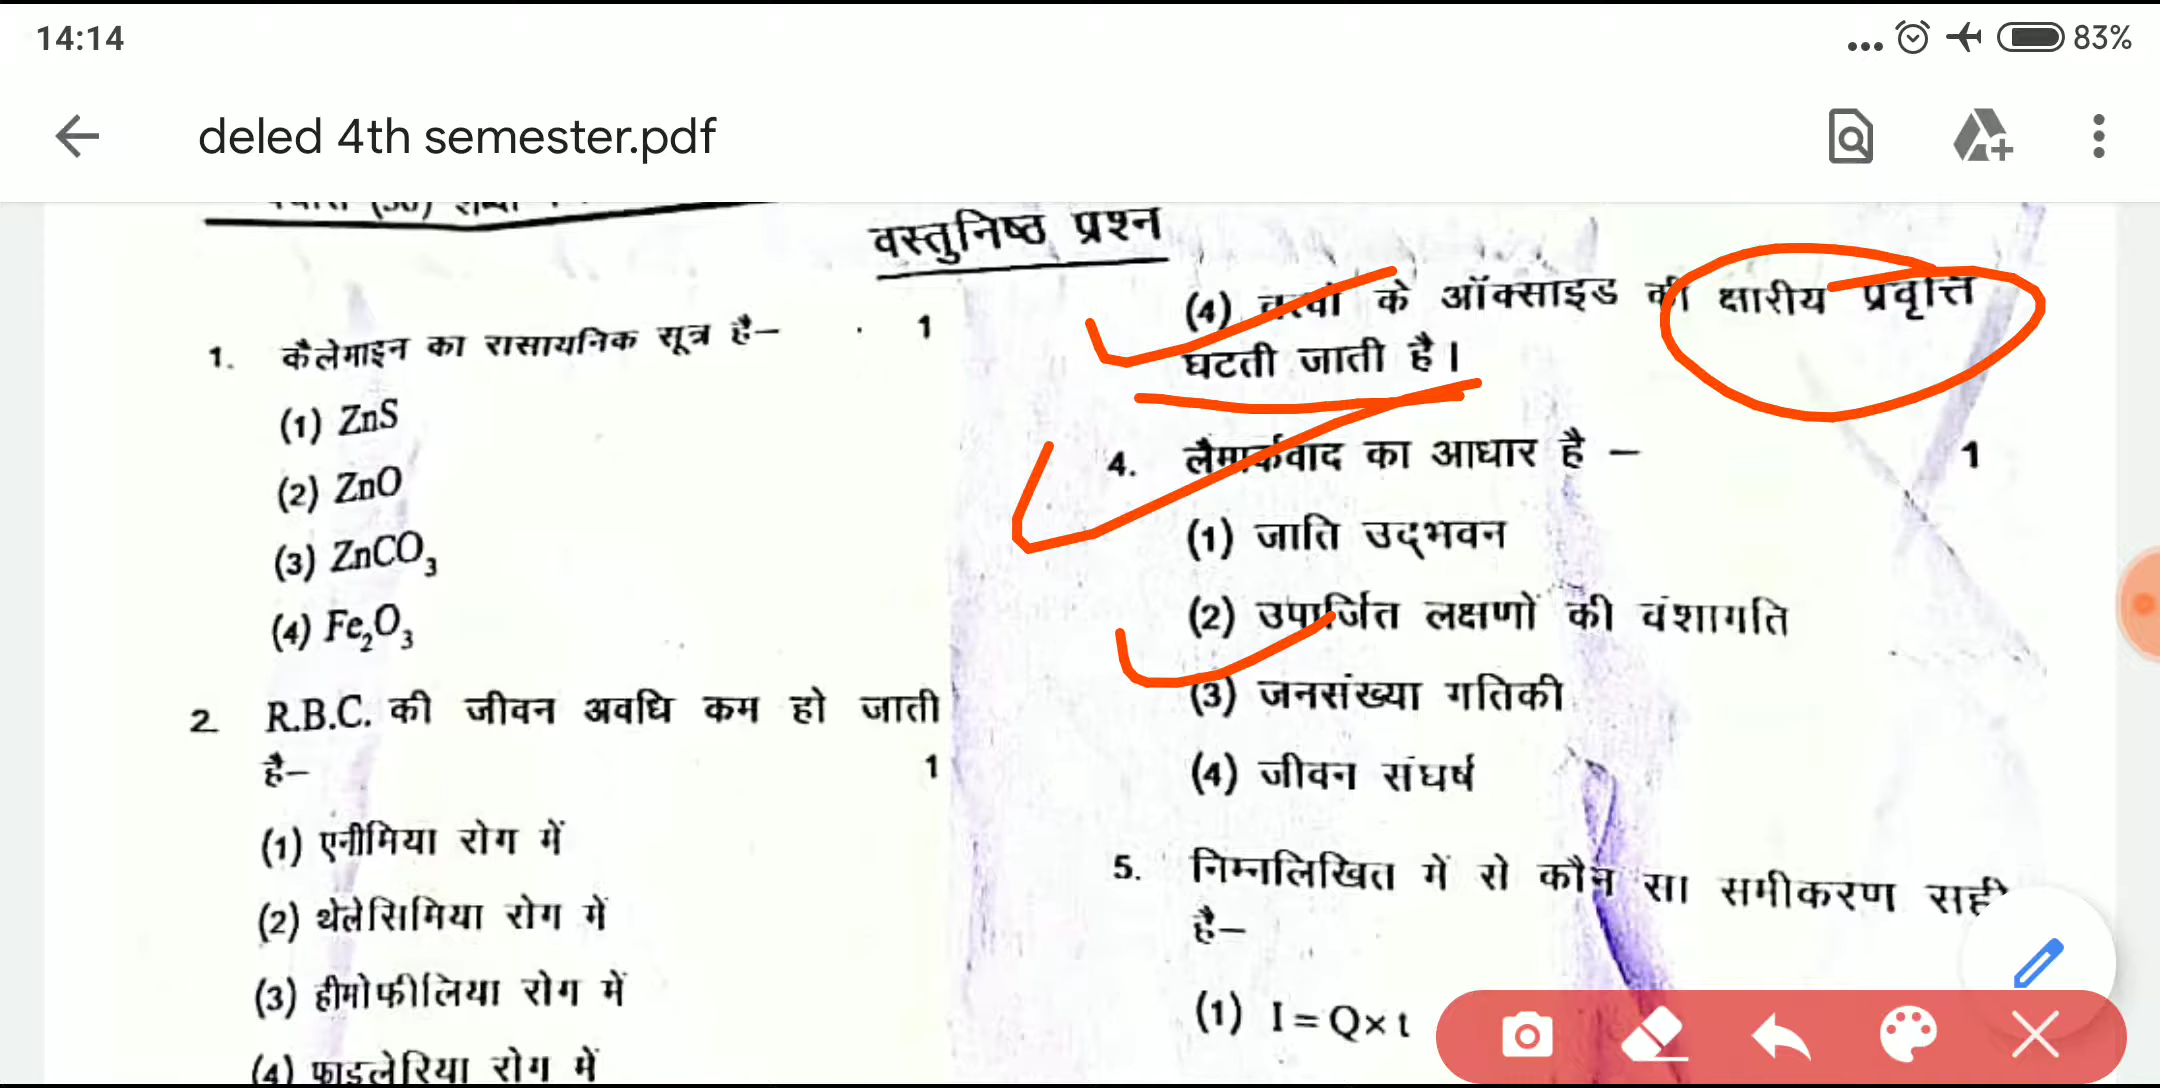 14:14
... 83%
deled 4th semester.pdf
वस्तुनिष्ठ प्रश्न
1. कैलेमाइन का रासायनिक सूत्र है– 1
(1) ZnS
(2) ZnO
(3) ZnCO₃
(4) Fe₂O₃
2 R.B.C. की जीवन अवधि कम हो जाती
है– 1
(1) एनीमिया रोग में
(2) थेलेसिमिया रोग में
(3) हीमोफीलिया रोग में
(4) फाइलेरिया रोग में
(4) तत्वों के ऑक्साइड की क्षारीय प्रवृत्ति
घटती जाती है।
4. लैमार्कवाद का आधार है – 1
(1) जाति उद्भवन
(2) उपार्जित लक्षणों की वंशागति
(3) जनसंख्या गतिकी
(4) जीवन संघर्ष
5. निम्नलिखित में से कौन सा समीकरण सही
है–
(1) I = Q×t